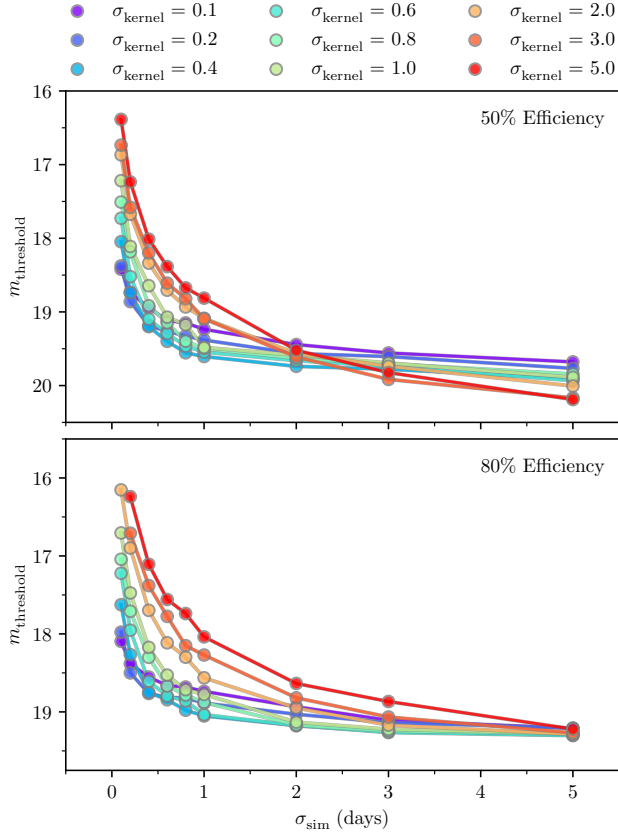 σkernel = 0.1 σkernel = 0.6 σkernel = 2.0
σkernel = 0.2 σkernel = 0.8 σkernel = 3.0
σkernel = 0.4 σkernel = 1.0 σkernel = 5.0
50% Efficiency
16
17
18
19
20
mthreshold
80% Efficiency
16
17
18
19
mthreshold
0 1 2 3 4 5
σsim (days)